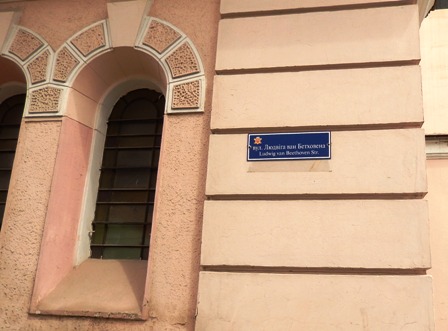 вул. Людвіга ван Бетховена
Ludwig van Beethoven Str.